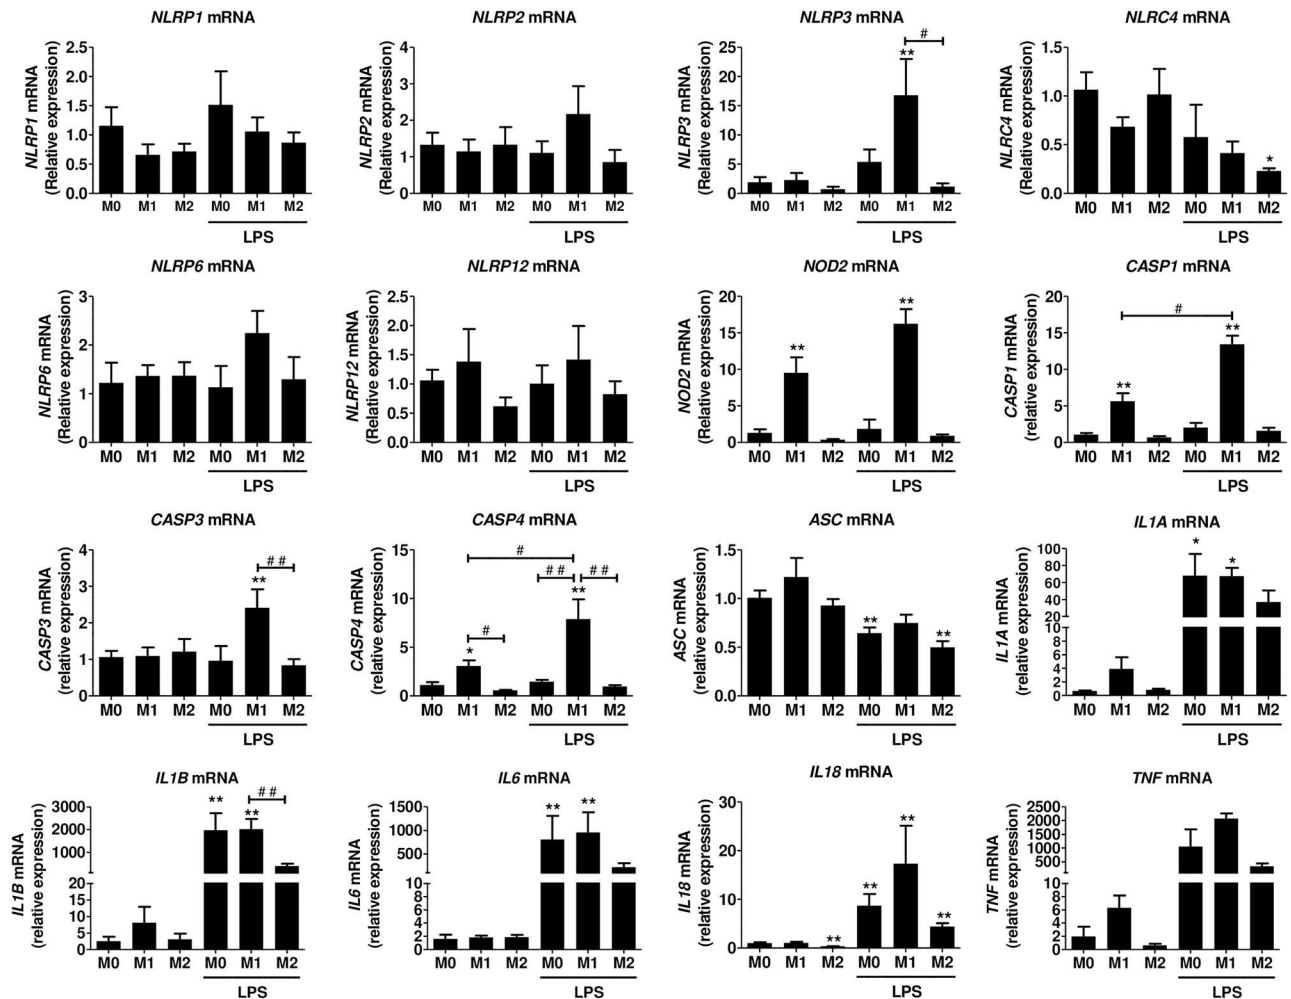 NLRP1 mRNA
NLRP1 mRNA
(Relative expression)
2.5
2.0
1.5
1.0
0.5
0.0
M0 M1 M2 M0 M1 M2
LPS
NLRP2 mRNA
NLRP2 mRNA
(Relative expression)
4
3
2
1
0
M0 M1 M2 M0 M1 M2
LPS
NLRP3 mRNA
NLRP3 mRNA
(Relative expression)
25
20
15
10
5
0
#
**
M0 M1 M2 M0 M1 M2
LPS
NLRC4 mRNA
NLRC4 mRNA
(Relative expression)
1.5
1.0
0.5
0.0
*
M0 M1 M2 M0 M1 M2
LPS
NLRP6 mRNA
NLRP6 mRNA
(Relative expression)
3
2
1
0
M0 M1 M2 M0 M1 M2
LPS
NLRP12 mRNA
NLRP12 mRNA
(Relative expression)
2.5
2.0
1.5
1.0
0.5
0.0
M0 M1 M2 M0 M1 M2
LPS
NOD2 mRNA
NOD2 mRNA
(Relative expression)
20
15
10
5
0
** **
M0 M1 M2 M0 M1 M2
LPS
CASP1 mRNA
CASP1 mRNA
(relative expression)
20
15
10
5
0
#
** **
M0 M1 M2 M0 M1 M2
LPS
CASP3 mRNA
CASP3 mRNA
(relative expression)
4
3
2
1
0
# #
**
M0 M1 M2 M0 M1 M2
LPS
CASP4 mRNA
CASP4 mRNA
(relative expression)
15
10
5
0
#
# # # #
**
#
*
M0 M1 M2 M0 M1 M2
LPS
ASC mRNA
ASC mRNA
(relative expression)
1.5
1.0
0.5
0.0
** **
M0 M1 M2 M0 M1 M2
LPS
IL1A mRNA
IL1A mRNA
(relative expression)
100
80
60
40
20
10
8
6
4
2
0
* *
M0 M1 M2 M0 M1 M2
LPS
IL1B mRNA
IL1B mRNA
(relative expression)
3000
2000
1000
20
15
10
5
0
# #
** **
M0 M1 M2 M0 M1 M2
LPS
IL6 mRNA
IL6 mRNA
(relative expression)
1500
1000
500
10
8
6
4
2
0
** **
M0 M1 M2 M0 M1 M2
LPS
IL18 mRNA
IL18 mRNA
(relative expression)
30
20
10
0
** ** ** **
M0 M1 M2 M0 M1 M2
LPS
TNF mRNA
TNF mRNA
(relative expression)
2500
2000
1500
1000
500
10
8
6
4
2
0
M0 M1 M2 M0 M1 M2
LPS